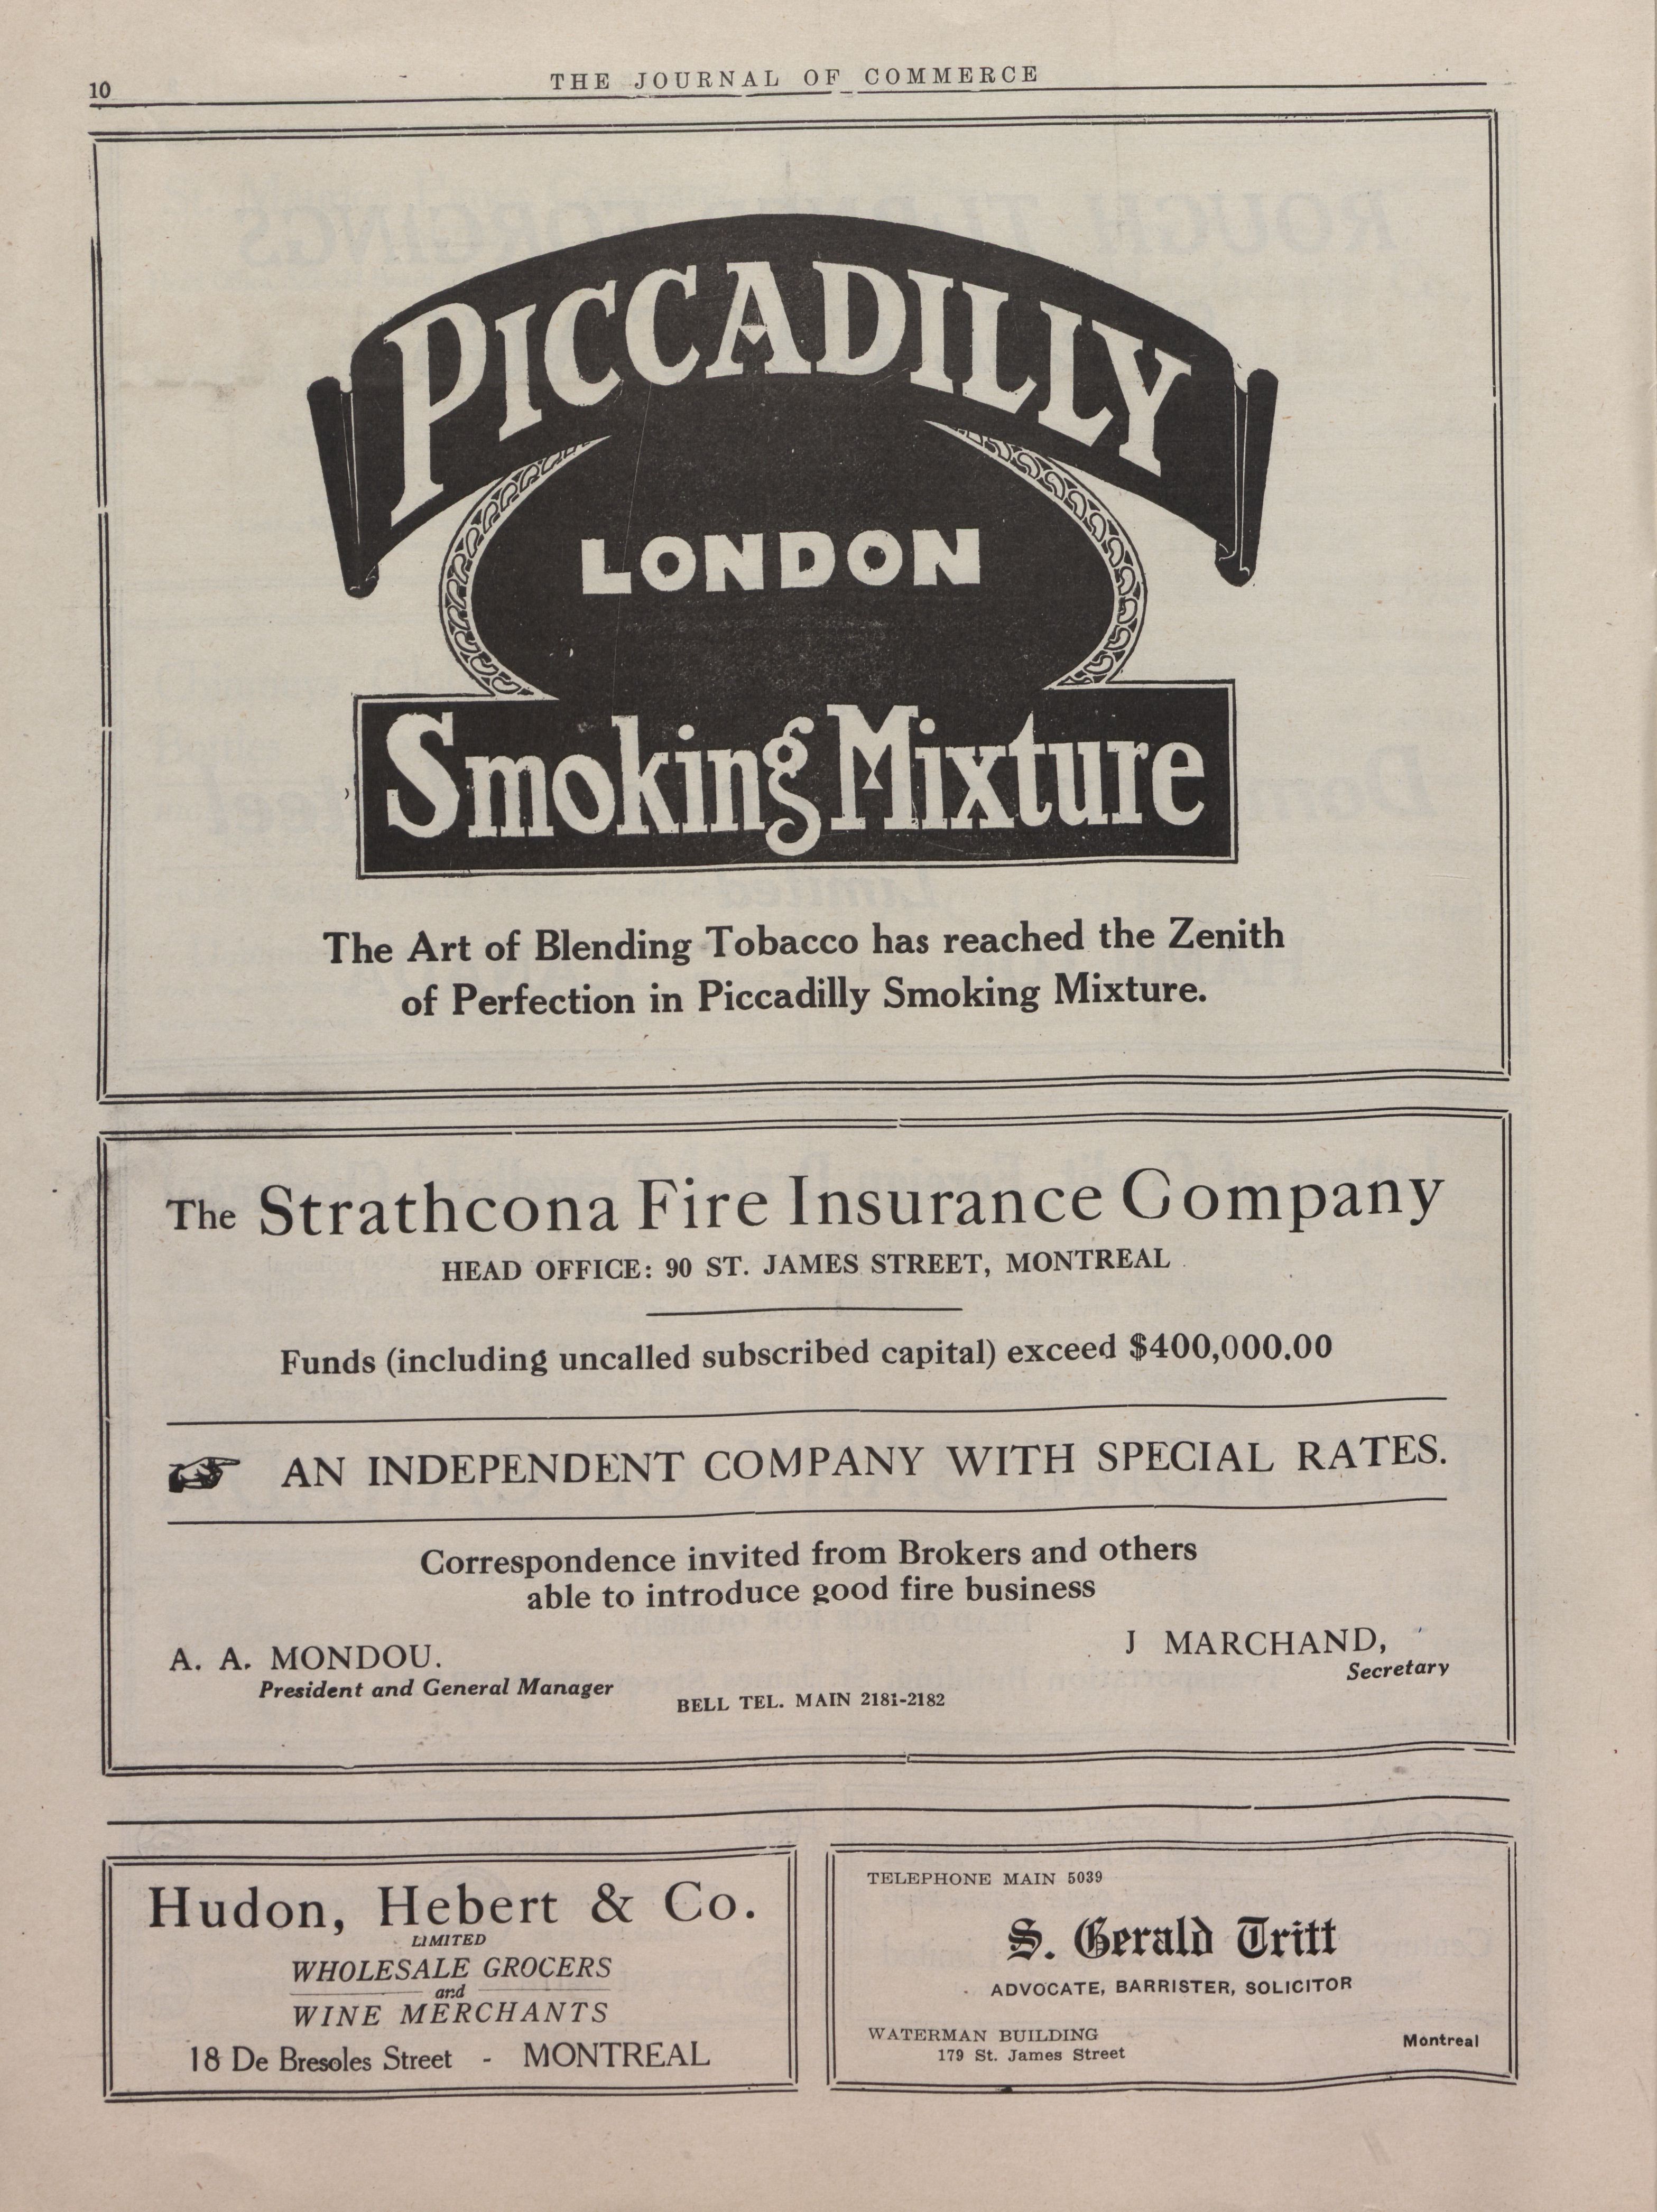 10
THE JOURNAL OF COMMERCE
PICCADILLY
LONDON
Smoking Mixture
The Art of Blending Tobacco has reached the Zenith
of Perfection in Piccadilly Smoking Mixture.
The Strathcona Fire Insurance Company
HEAD OFFICE: 90 ST. JAMES STREET, MONTREAL
Funds (including uncalled subscribed capital) exceed $400,000.00
AN INDEPENDENT COMPANY WITH SPECIAL RATES.
Correspondence invited from Brokers and others
able to introduce good fire business
A. A. MONDOU.
President and General Manager
J MARCHAND,
Secretary
BELL TEL. MAIN 2181-2182
Hudon, Hebert & Co.
LIMITED
WHOLESALE GROCERS
and
WINE MERCHANTS
18 De Bresoles Street - MONTREAL
TELEPHONE MAIN 5039
S. Gerald Tritt
ADVOCATE, BARRISTER, SOLICITOR
WATERMAN BUILDING
179 St. James Street
Montreal